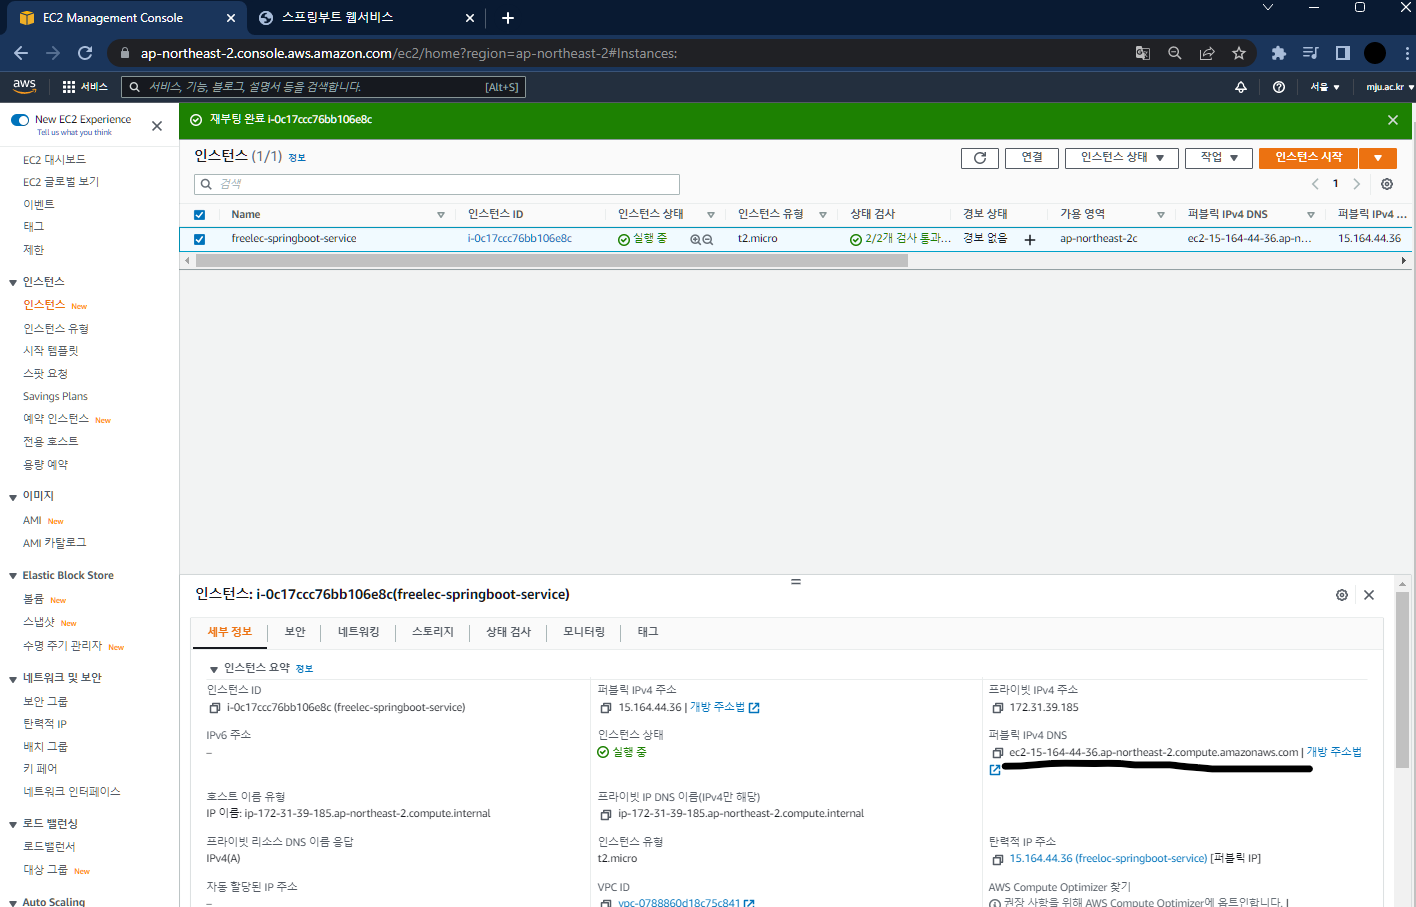 EC2 Management Console
스프링부트 웹서비스
ap-northeast-2.console.aws.amazon.com/ec2/home?region=ap-northeast-2#Instances:
aws
서비스
서비스, 기능, 블로그, 설명서 등을 검색합니다.
[Alt+S]
서울
mju.ac.kr
New EC2 Experience
Tell us what you think
재부팅 완료 i-0c17ccc76bb106e8c
EC2 대시보드
EC2 글로벌 보기
이벤트
태그
제한
인스턴스
인스턴스 New
인스턴스 유형
시작 템플릿
스팟 요청
Savings Plans
예약 인스턴스 New
전용 호스트
용량 예약
이미지
AMI New
AMI 카탈로그
Elastic Block Store
볼륨 New
스냅샷 New
수명 주기 관리자 New
네트워크 및 보안
보안 그룹
탄력적 IP
배치 그룹
키 페어
네트워크 인터페이스
로드 밸런싱
로드밸런서
대상 그룹 New
Auto Scaling
인스턴스 (1/1) 정보
연결
인스턴스 상태
작업
인스턴스 시작
검색
1
Name 인스턴스 ID 인스턴스 상태 인스턴스 유형 상태 검사 경보 상태 가용 영역 퍼블릭 IPv4 DNS 퍼블릭 IPv4 ...
freelec-springboot-service i-0c17ccc76bb106e8c 실행 중 t2.micro 2/2개 검사 통과... 경보 없음 ap-northeast-2c ec2-15-164-44-36.ap-n... 15.164.44.36
인스턴스: i-0c17ccc76bb106e8c(freelec-springboot-service)
세부 정보 보안 네트워킹 스토리지 상태 검사 모니터링 태그
인스턴스 요약 정보
인스턴스 ID
i-0c17ccc76bb106e8c (freelec-springboot-service)
퍼블릭 IPv4 주소
15.164.44.36 | 개방 주소법
프라이빗 IPv4 주소
172.31.39.185
IPv6 주소
–
인스턴스 상태
실행 중
퍼블릭 IPv4 DNS
ec2-15-164-44-36.ap-northeast-2.compute.amazonaws.com | 개방 주소법
호스트 이름 유형
IP 이름: ip-172-31-39-185.ap-northeast-2.compute.internal
프라이빗 IP DNS 이름(IPv4만 해당)
ip-172-31-39-185.ap-northeast-2.compute.internal
프라이빗 리소스 DNS 이름 응답
IPv4(A)
인스턴스 유형
t2.micro
탄력적 IP 주소
15.164.44.36 (freeloc-springboot-service) [퍼블릭 IP]
자동 할당된 IP 주소
–
VPC ID
vpc-0788860d18c75c841
AWS Compute Optimizer 찾기
권장 사항을 위해 AWS Compute Optimizer에 옵트인합니다. |